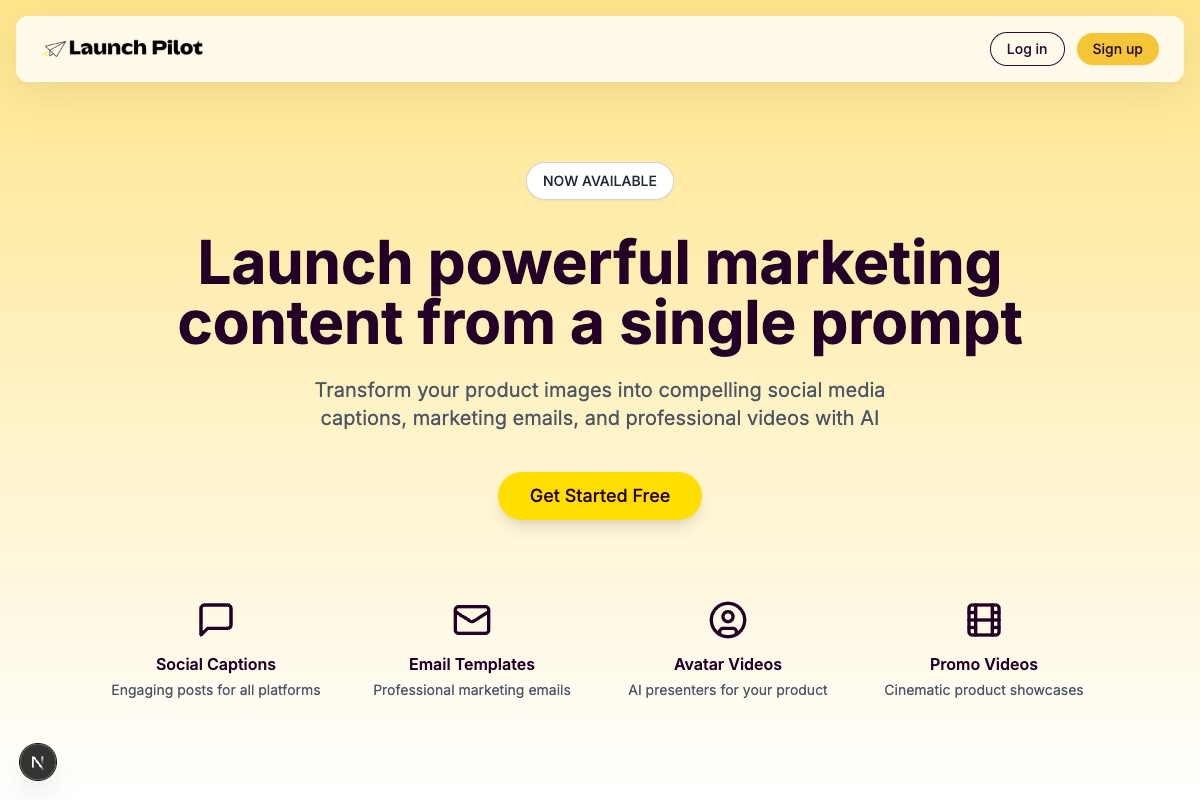 Launch Pilot
Log in
Sign up
NOW AVAILABLE
Launch powerful marketing
content from a single prompt
Transform your product images into compelling social media
captions, marketing emails, and professional videos with AI
Get Started Free
Social Captions
Engaging posts for all platforms
Email Templates
Professional marketing emails
Avatar Videos
AI presenters for your product
Promo Videos
Cinematic product showcases
N